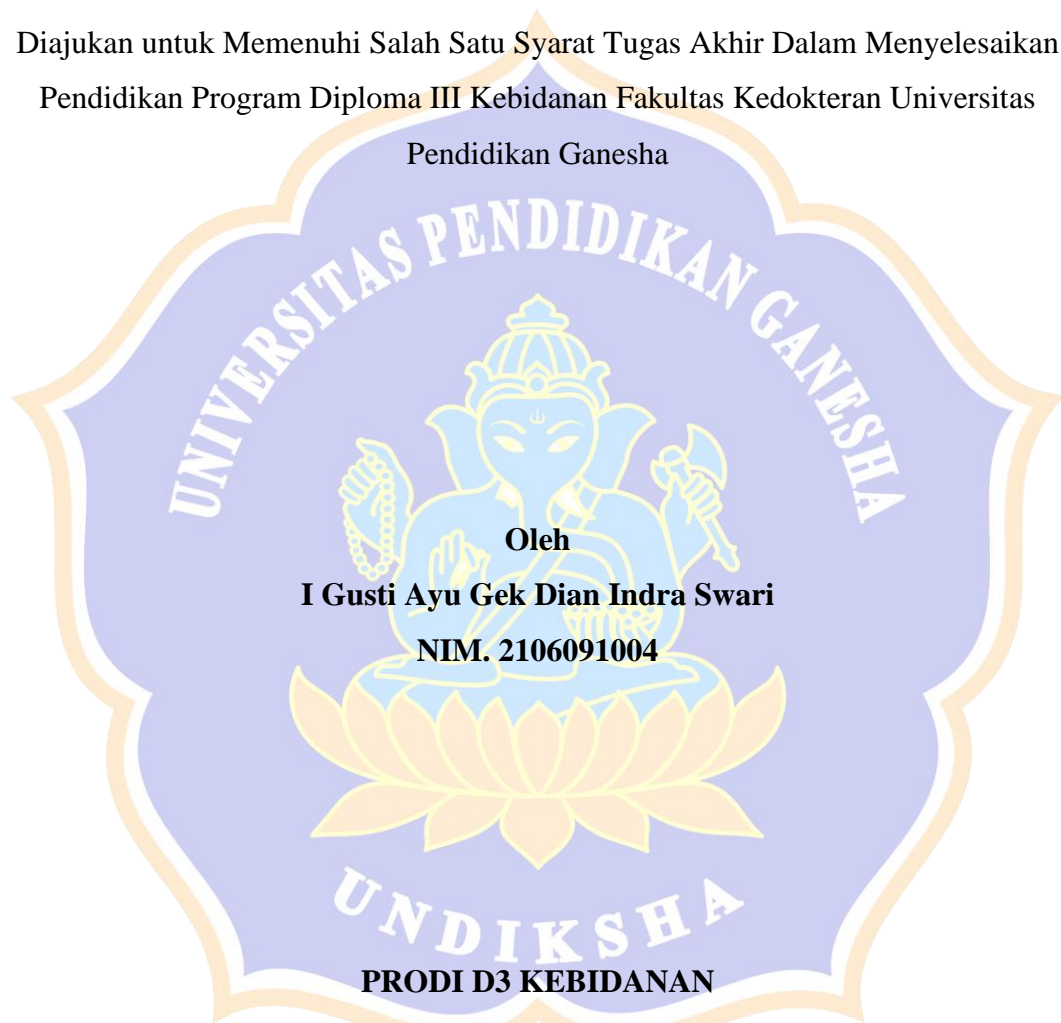 Diajukan untuk Memenuhi Salah Satu Syarat Tugas Akhir Dalam Menyelesaikan
Pendidikan Program Diploma III Kebidanan Fakultas Kedokteran Universitas
Pendidikan Ganesha
UNIVERSITAS PENDIDIKAN GANESHA
Oleh
I Gusti Ayu Gek Dian Indra Swari
NIM. 2106091004
UNDIKSHA
PRODI D3 KEBIDANAN